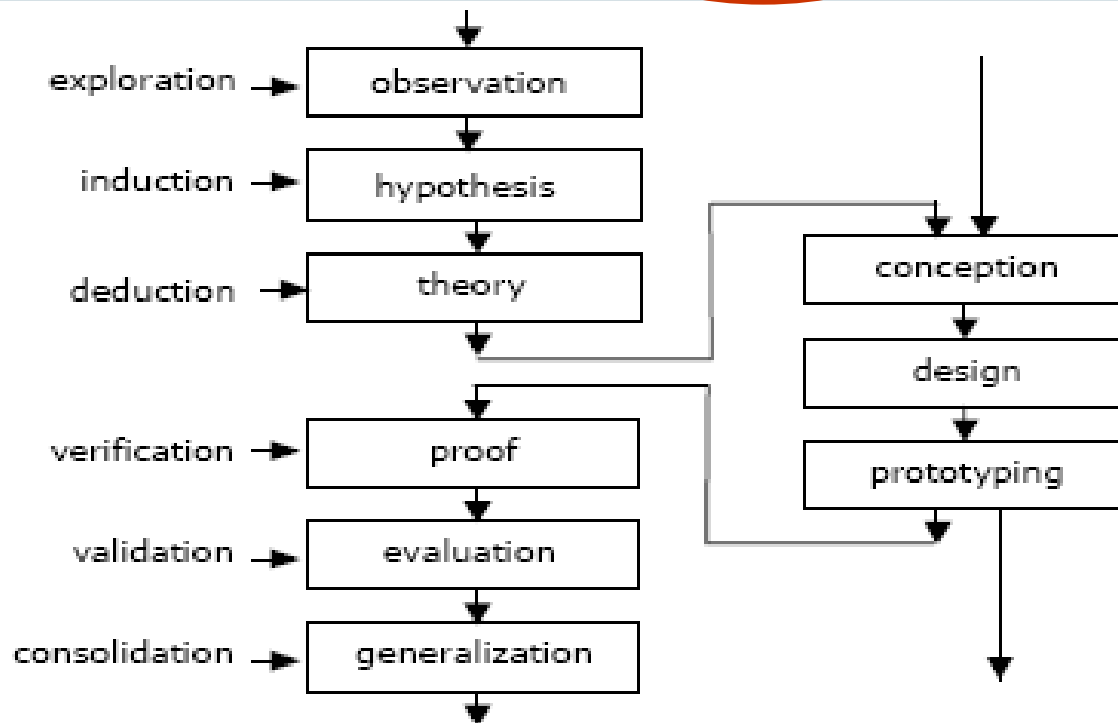 exploration
observation
induction
hypothesis
deduction
theory
conception
design
prototyping
verification
proof
validation
evaluation
consolidation
generalization